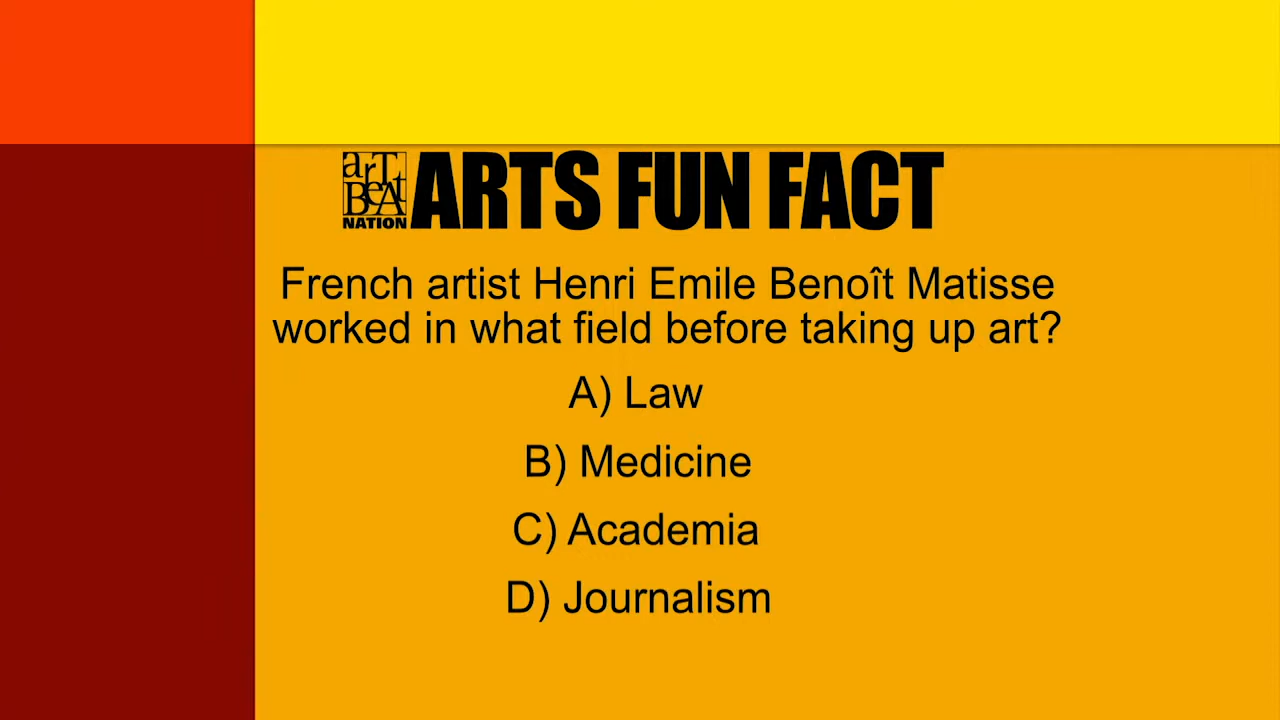 arT
BeAt
NATION
ARTS FUN FACT
French artist Henri Emile Benoît Matisse
worked in what field before taking up art?
A) Law
B) Medicine
C) Academia
D) Journalism